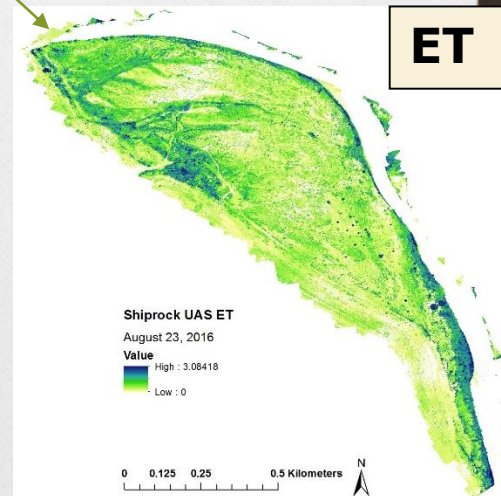 ET
Shiprock UAS ET
August 23, 2016
Value
High : 3.08418
Low : 0
0 0.125 0.25 0.5 Kilometers
N